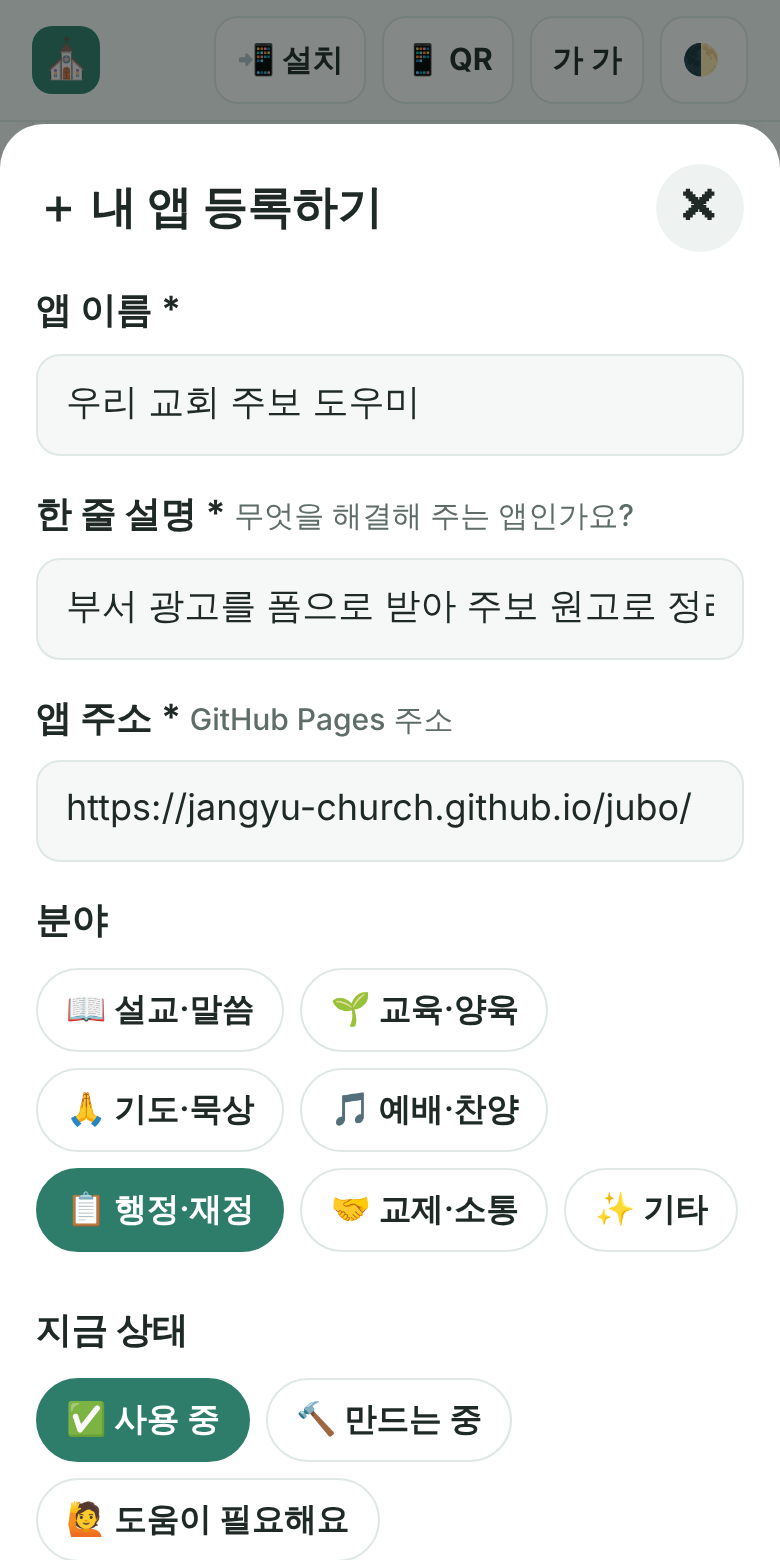 설치 QR 가 가
+ 내 앱 등록하기
앱 이름 *
우리 교회 주보 도우미
한 줄 설명 * 무엇을 해결해 주는 앱인가요?
부서 광고를 폼으로 받아 주보 원고로
앱 주소 * GitHub Pages 주소
https://jangyu-church.github.io/jubo/
분야
설교·말씀 교육·양육
기도·묵상 예배·찬양
행정·재정 교제·소통 기타
지금 상태
사용 중 만드는 중
도움이 필요해요